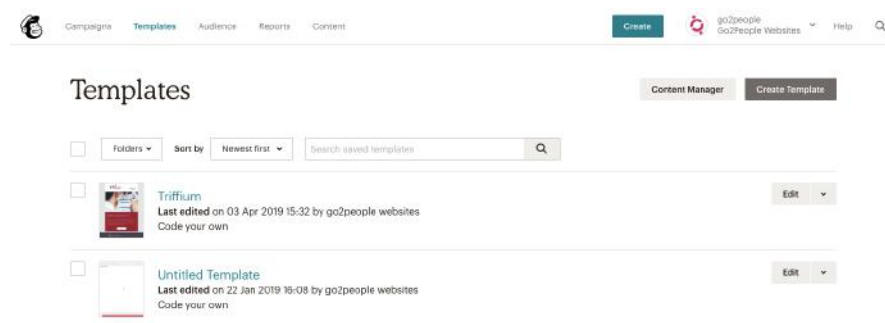 Campaigns Templates Audience Reports Content Create go2people Help
Go2People Websites
Templates
Content Manager Create Template
Folders Sort by Newest first Search saved templates
Triffium
Edit
Last edited on 03 Apr 2019 15:32 by go2people websites
Code your own
Untitled Template
Edit
Last edited on 22 Jan 2019 16:08 by go2people websites
Code your own